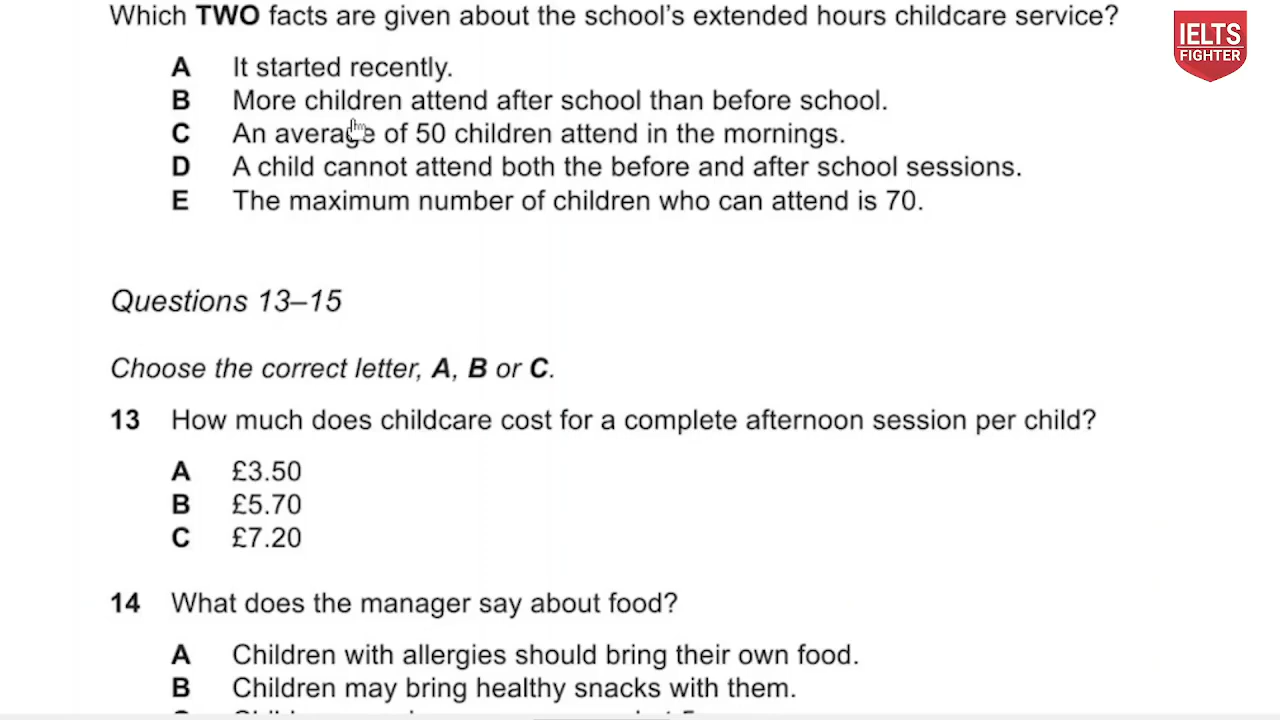 Which TWO facts are given about the school's extended hours childcare service?
IELTS
FIGHTER
A It started recently.
B More children attend after school than before school.
C An average of 50 children attend in the mornings.
D A child cannot attend both the before and after school sessions.
E The maximum number of children who can attend is 70.
Questions 13–15
Choose the correct letter, A, B or C.
13 How much does childcare cost for a complete afternoon session per child?
A £3.50
B £5.70
C £7.20
14 What does the manager say about food?
A Children with allergies should bring their own food.
B Children may bring healthy snacks with them.